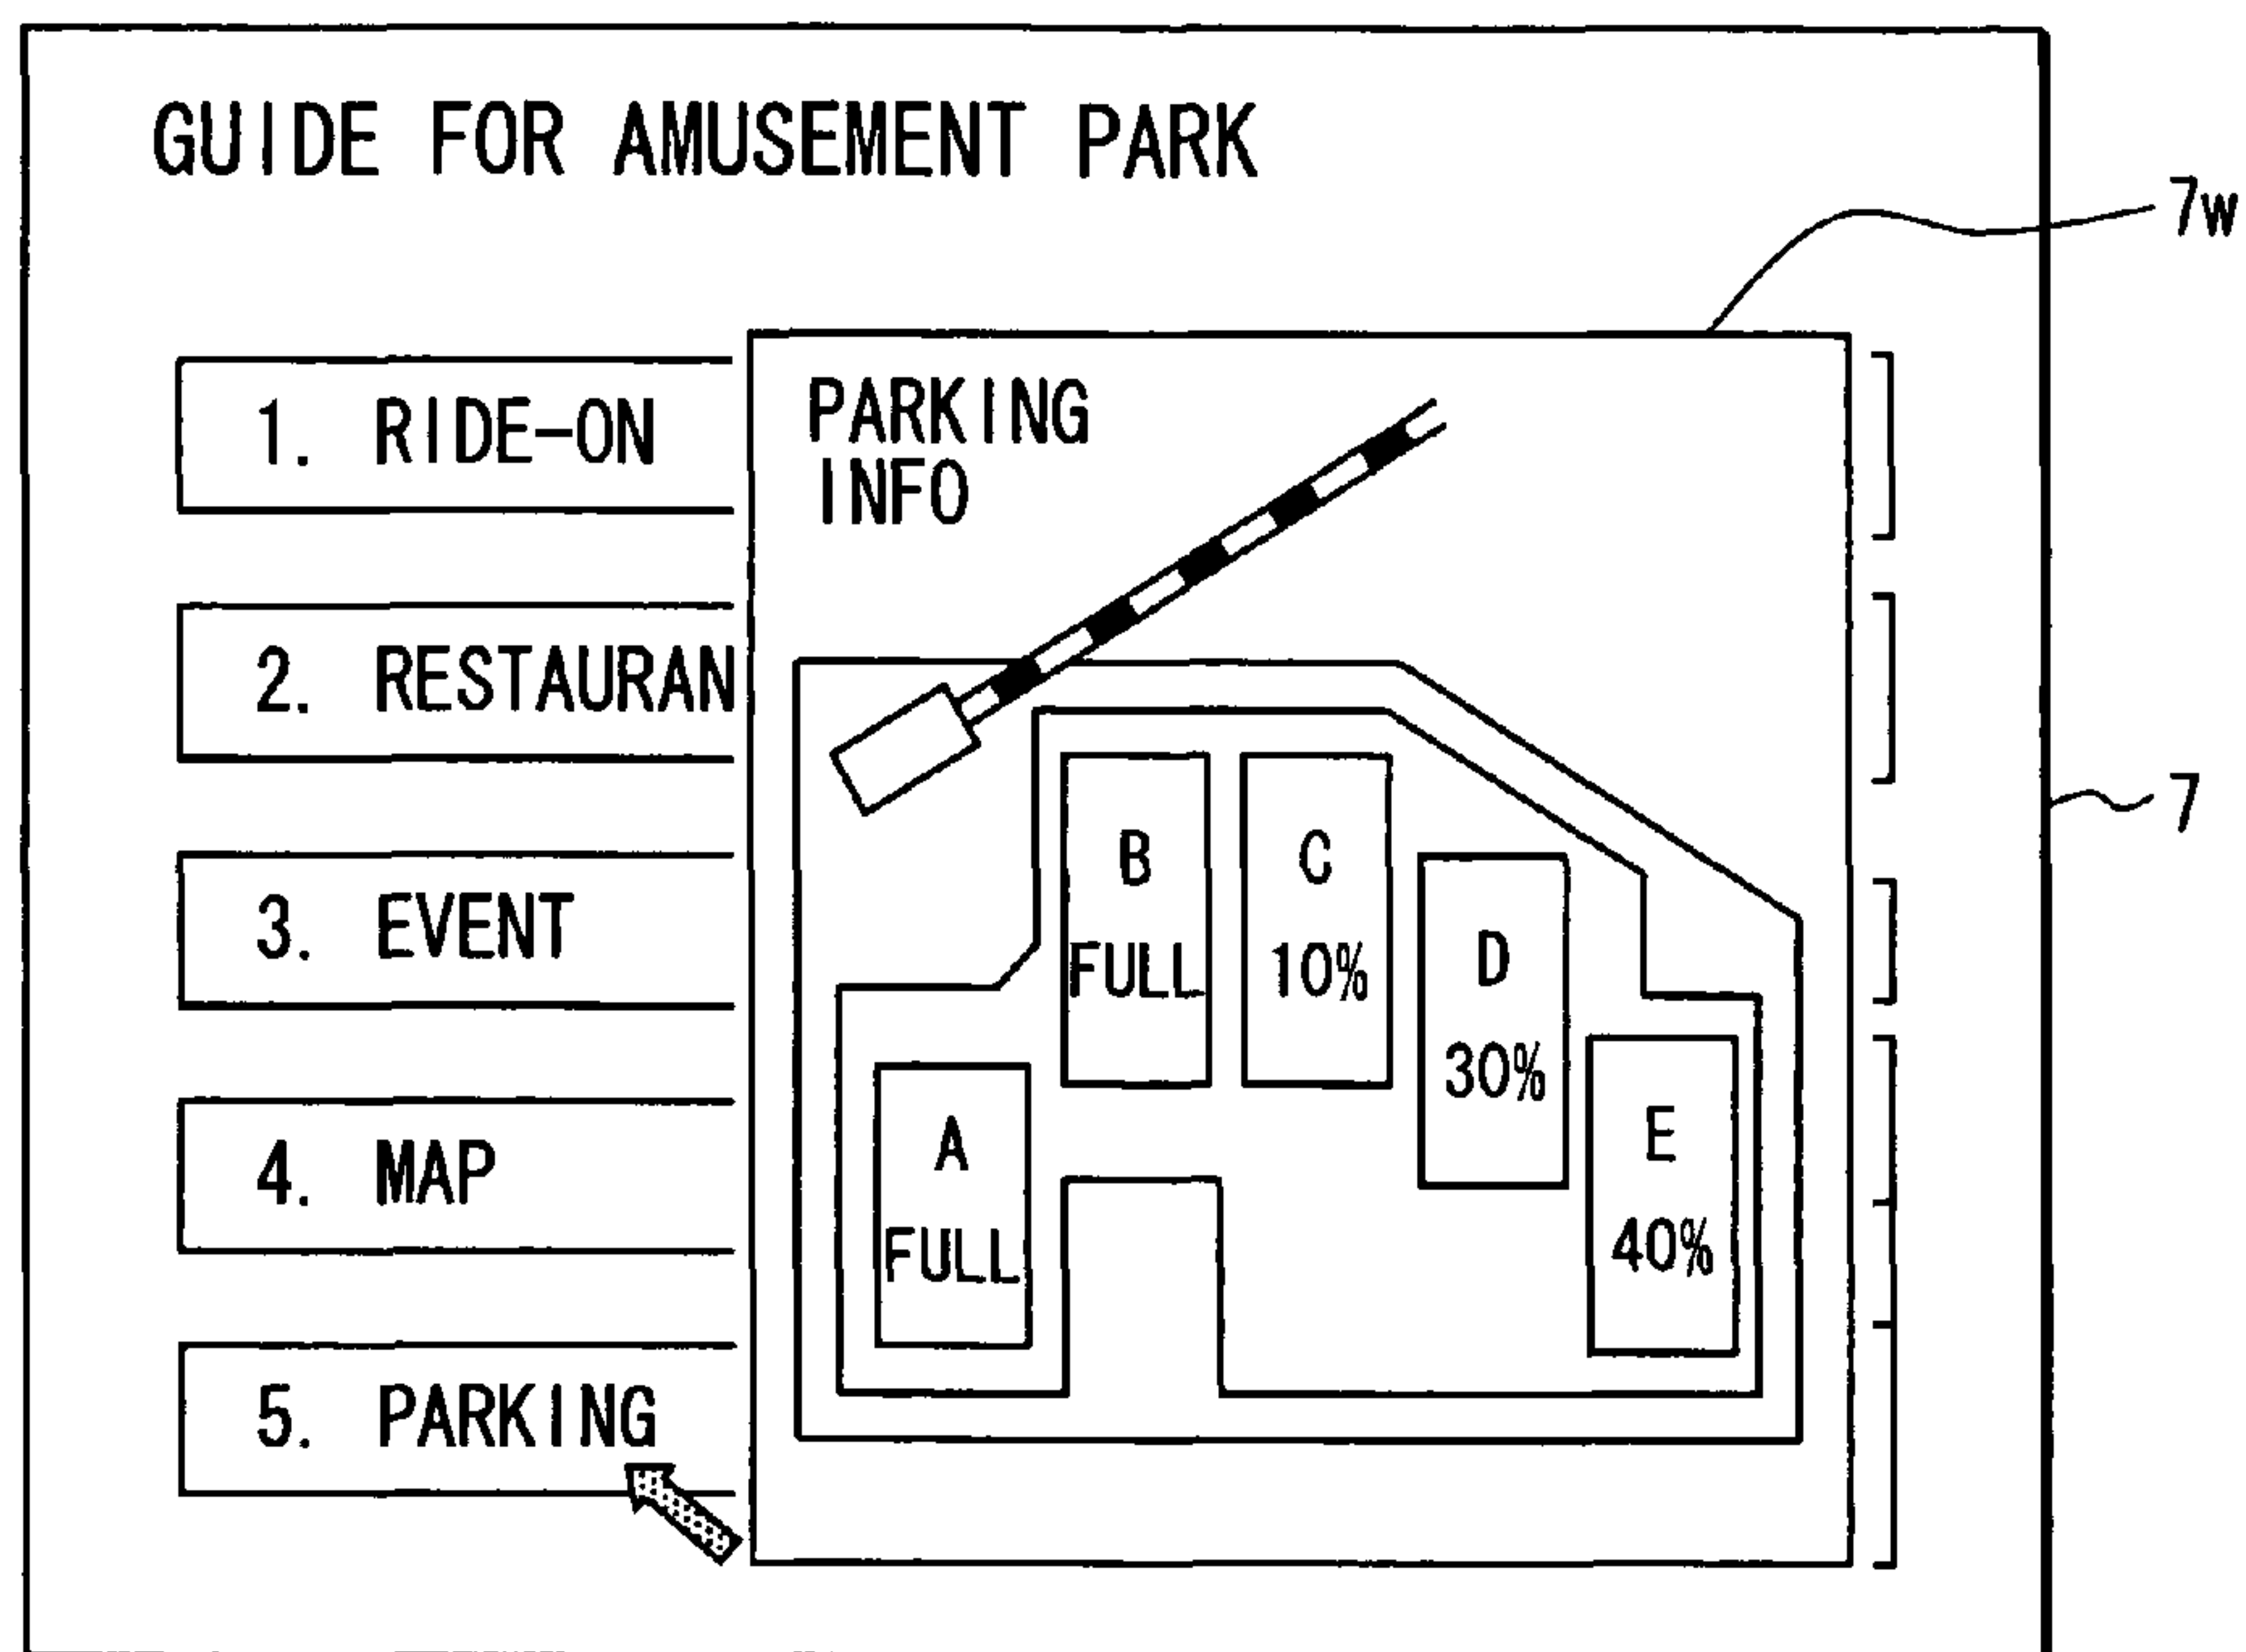 GUIDE FOR AMUSEMENT PARK
7w
1. RIDE-ON
PARKING
INFO
2. RESTAURAN
7
3. EVENT
B
FULL
C
10%
D
30%
4. MAP
A
FULL
E
40%
5. PARKING